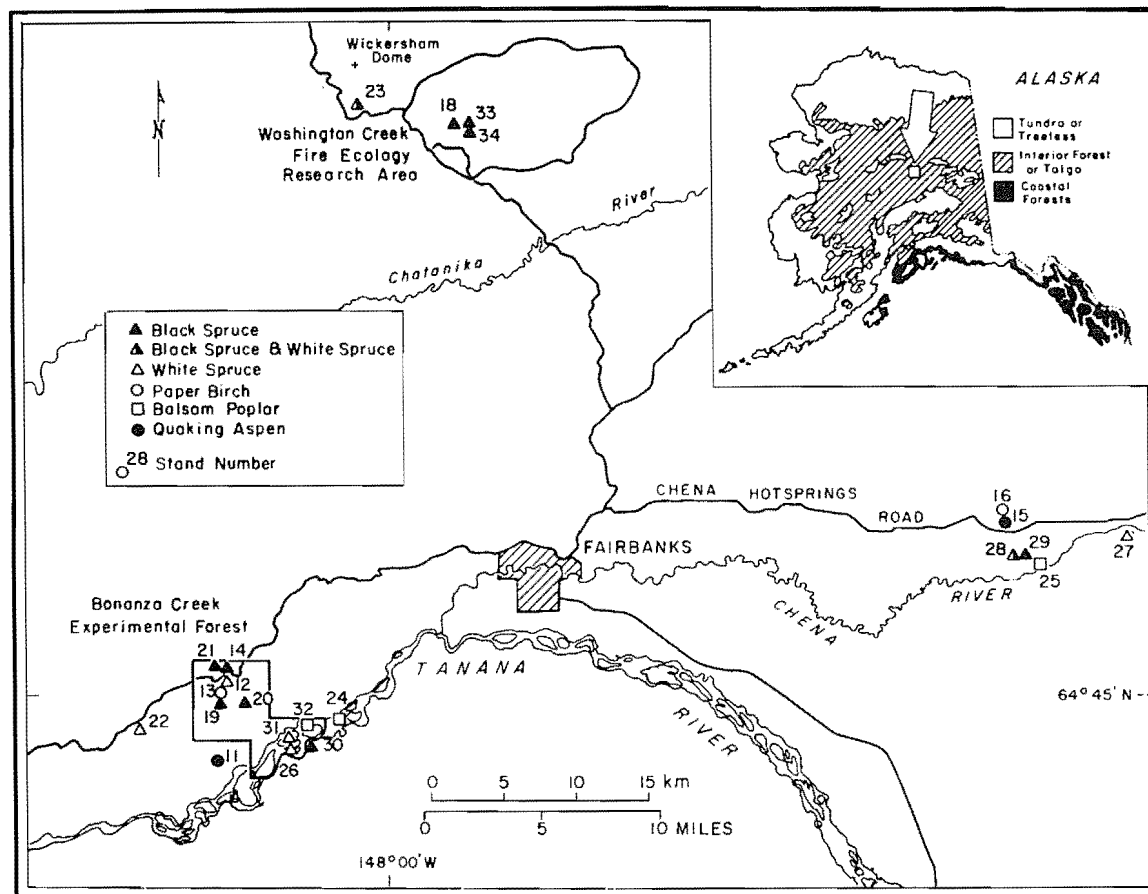 Wickersham
Dome
23
18
33
34
N
Washington Creek
Fire Ecology
Research Area
River
Chatanika
ALASKA
Tundra or
Treeless
Interior Forest
or Taiga
Coastal
Forests
Black Spruce
Black Spruce & White Spruce
White Spruce
Paper Birch
Balsam Poplar
Quaking Aspen
28 Stand Number
CHENA HOTSPRINGS ROAD
16
15
FAIRBANKS
28
29
27
25
CHENA RIVER
Bonanza Creek
Experimental Forest
21
14
TANANA RIVER
13
12
20
19
22
32
24
31
30
11
26
64°45' N
0 5 10 15 km
0 5 10 MILES
148°00'W